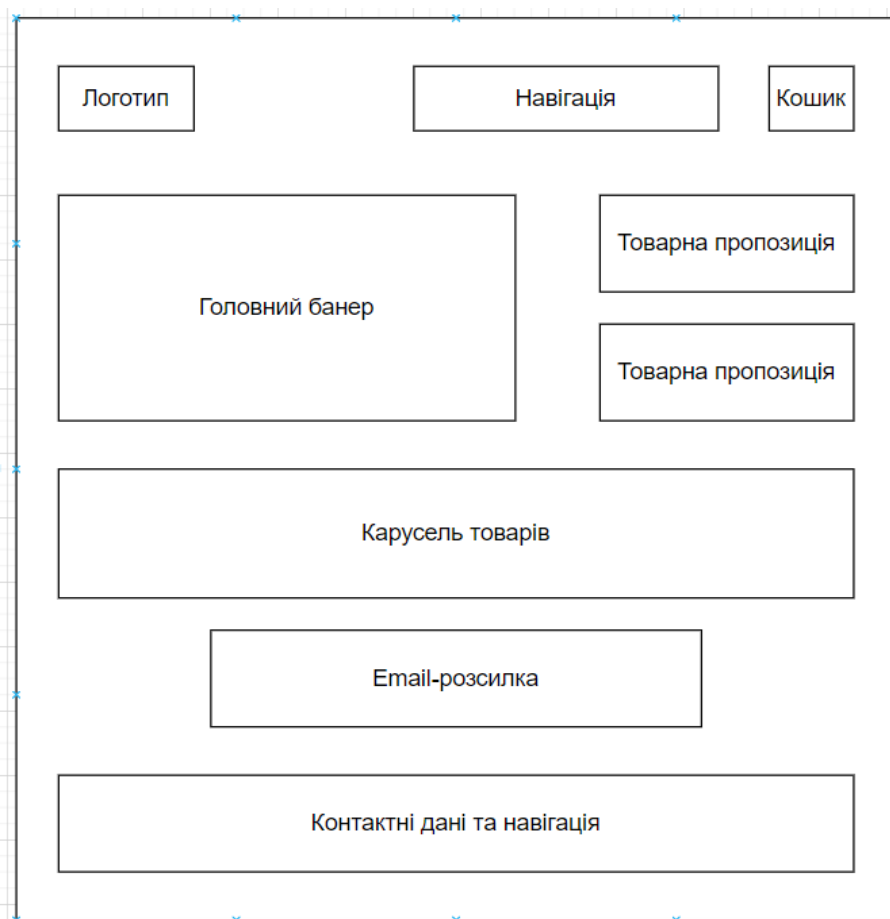 Логотип
Навігація
Кошик
Головний банер
Товарна пропозиція
Товарна пропозиція
Карусель товарів
Email-розсилка
Контактні дані та навігація